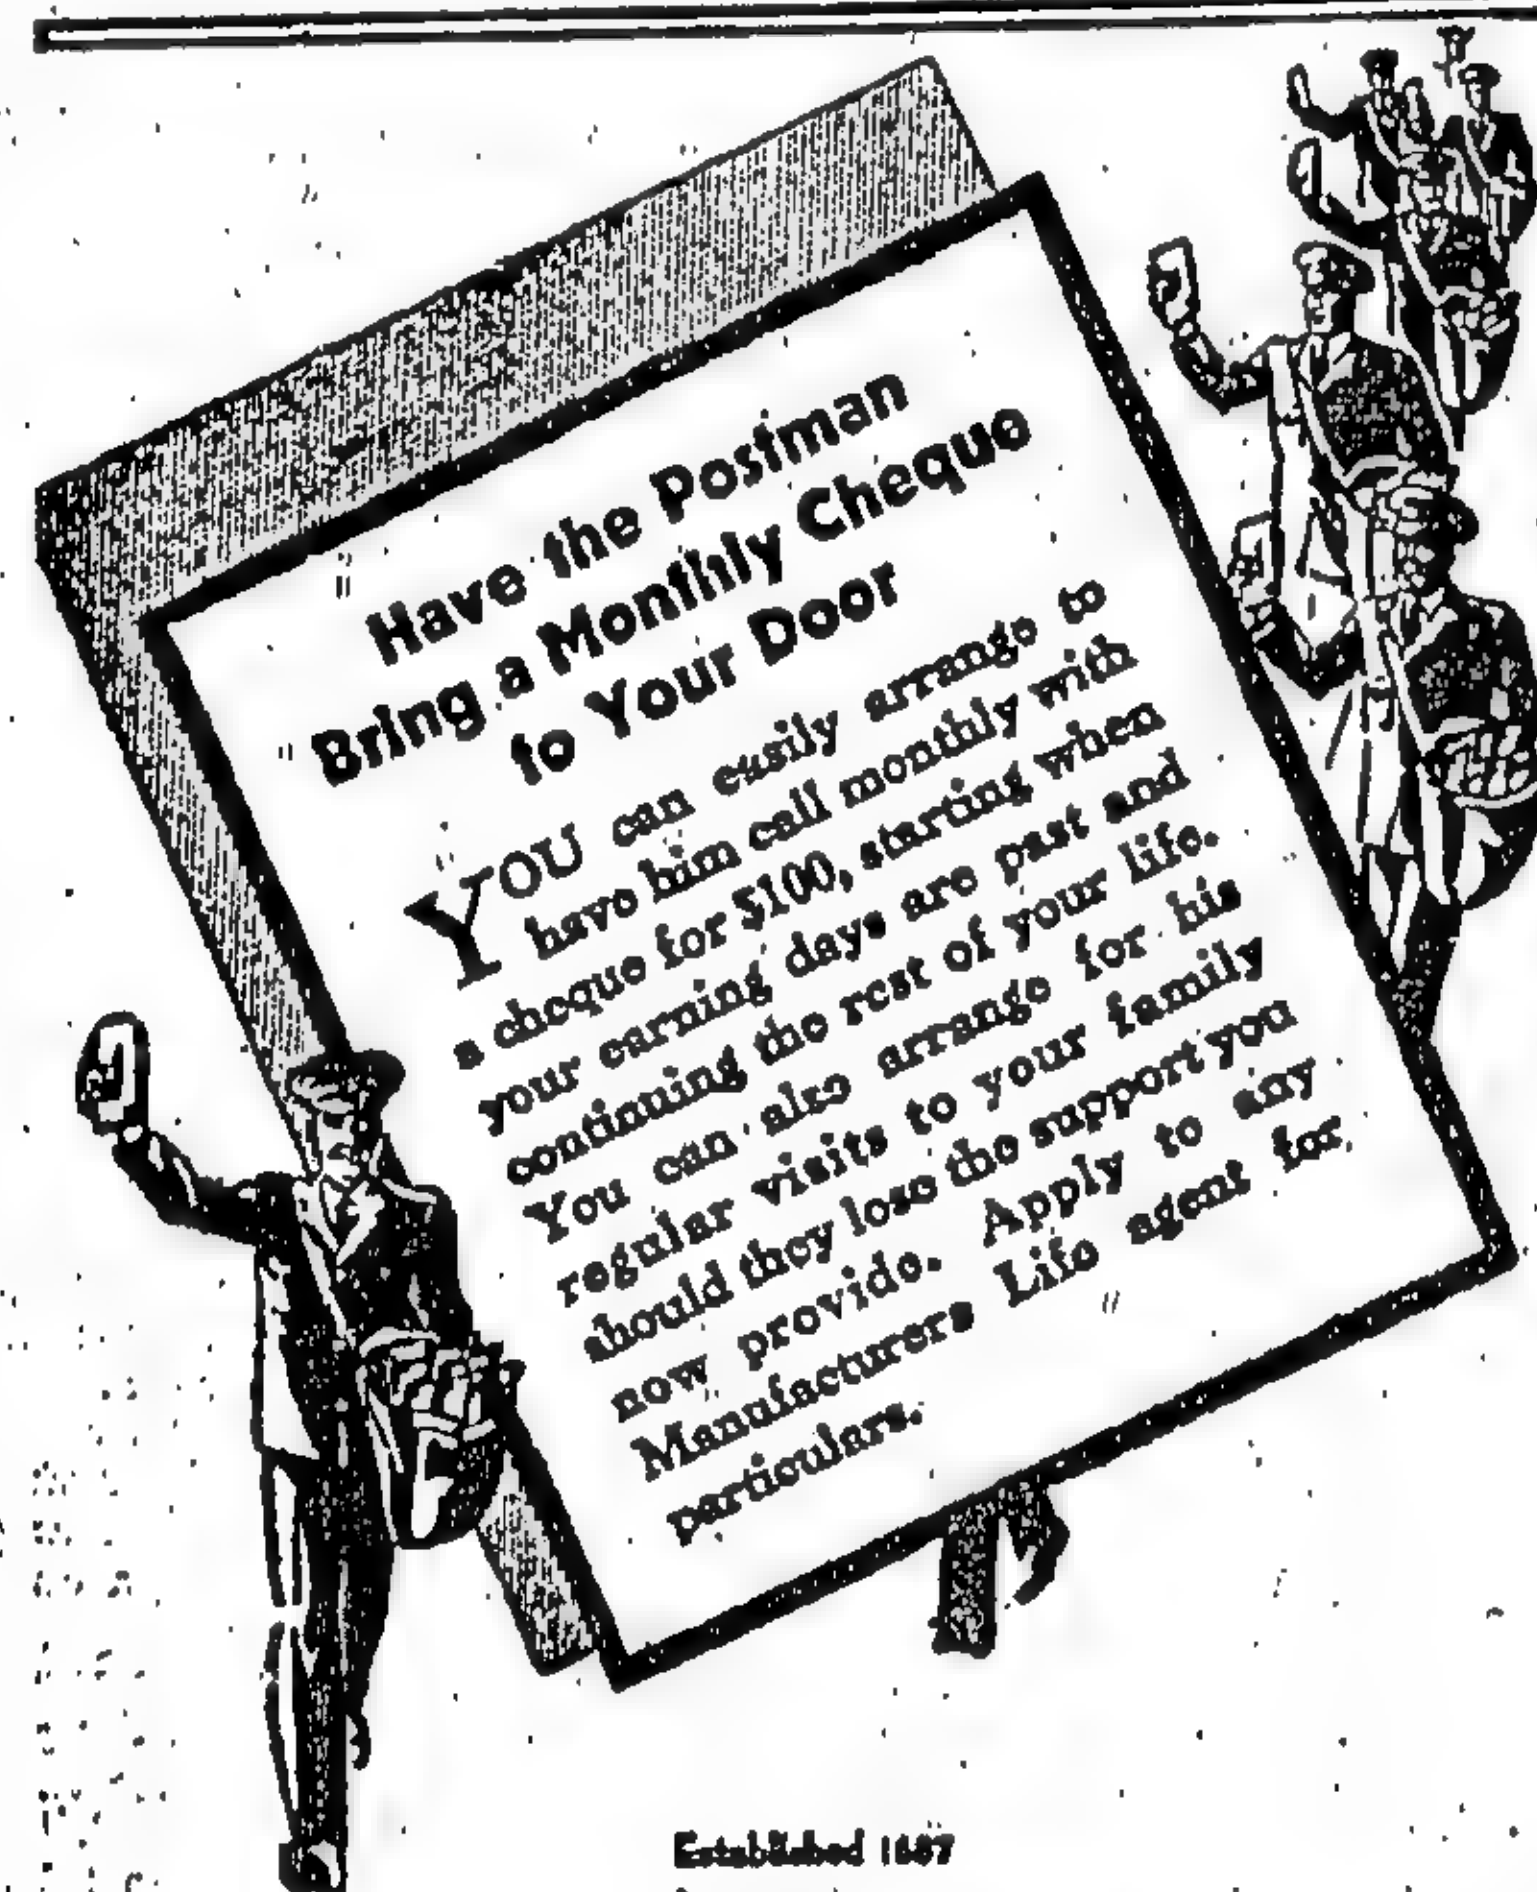 Have the Postman
Bring a Monthly Cheque
to Your Door
YOU can easily arrange to
have him call monthly with
a cheque for $100, starting when
your earning days are past and
continuing the rest of your life.
You can also arrange for his
regular visits to your family
should they lose the support you
now provide. Apply to any
Manufacturers Life agent for
particulars.
Established 1887